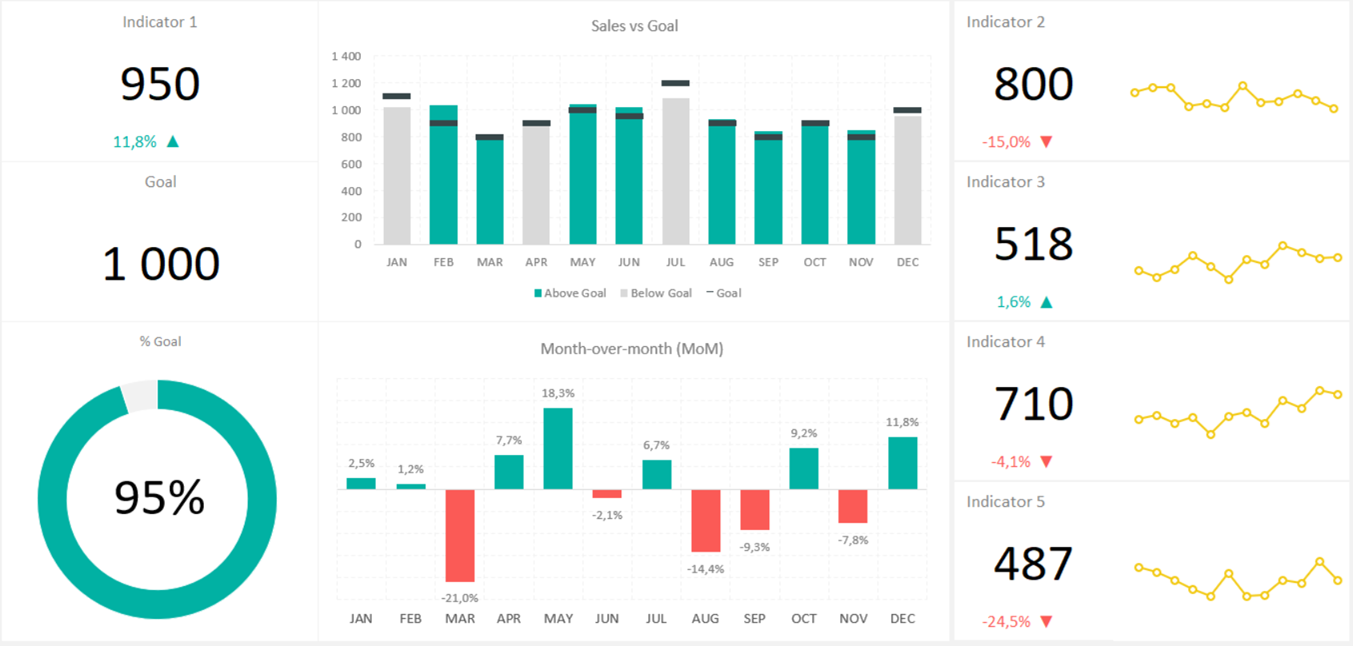 Indicator 1
950
11,8% ▲
Goal
1 000
% Goal
95%
Sales vs Goal
1 400
1 200
1 000
800
600
400
200
0
JAN FEB MAR APR MAY JUN JUL AUG SEP OCT NOV DEC
Above Goal Below Goal Goal
Month-over-month (MoM)
2,5% 1,2% -21,0% 7,7% 18,3% -2,1% 6,7% -14,4% -9,3% 9,2% -7,8% 11,8%
JAN FEB MAR APR MAY JUN JUL AUG SEP OCT NOV DEC
Indicator 2
800
-15,0% ▼
Indicator 3
518
1,6% ▲
Indicator 4
710
-4,1% ▼
Indicator 5
487
-24,5% ▼